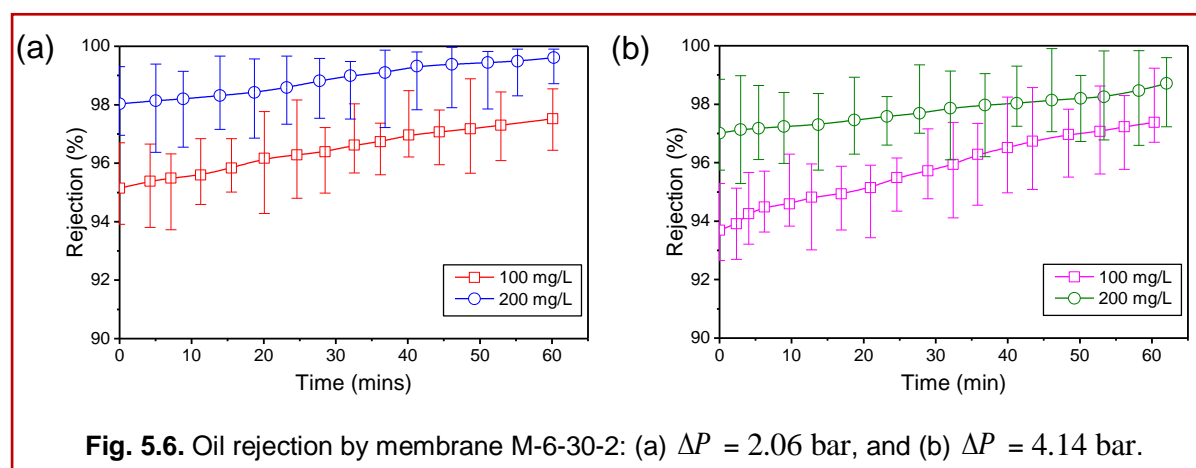 (a)
100
98
96
94
92
90
Rejection (%)
0 10 20 30 40 50 60
Time (mins)
100 mg/L
200 mg/L
(b)
100
98
96
94
92
90
Rejection (%)
0 10 20 30 40 50 60
Time (min)
100 mg/L
200 mg/L
Fig. 5.6. Oil rejection by membrane M-6-30-2: (a) ΔP = 2.06 bar, and (b) ΔP = 4.14 bar.